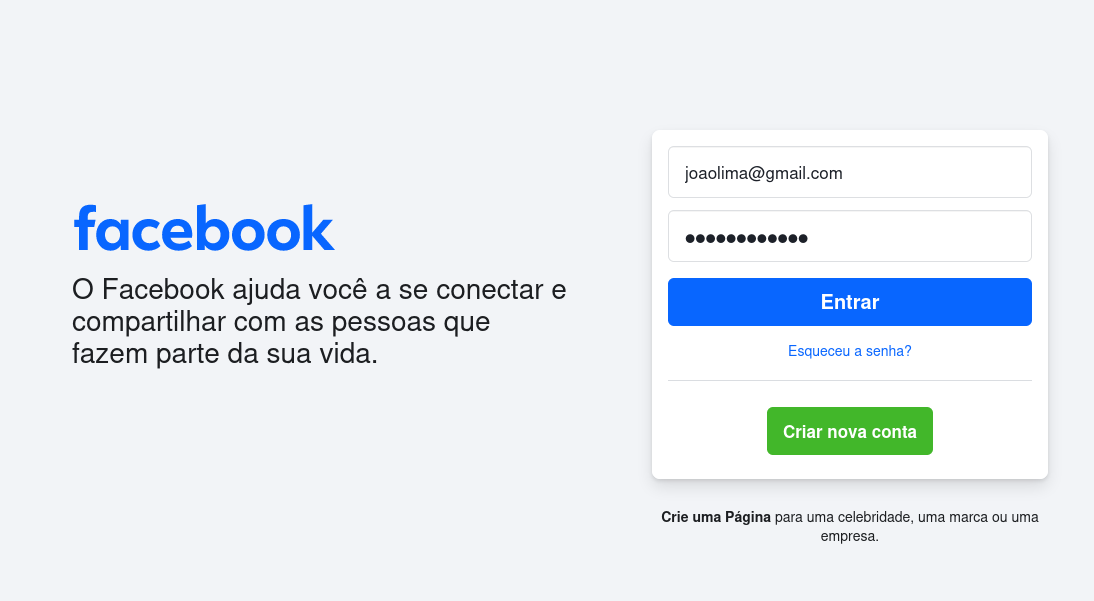 facebook
O Facebook ajuda você a se conectar e
compartilhar com as pessoas que
fazem parte da sua vida.
joaolima@gmail.com
●●●●●●●●●●●●
Entrar
Esqueceu a senha?
Criar nova conta
Crie uma Página para uma celebridade, uma marca ou uma
empresa.